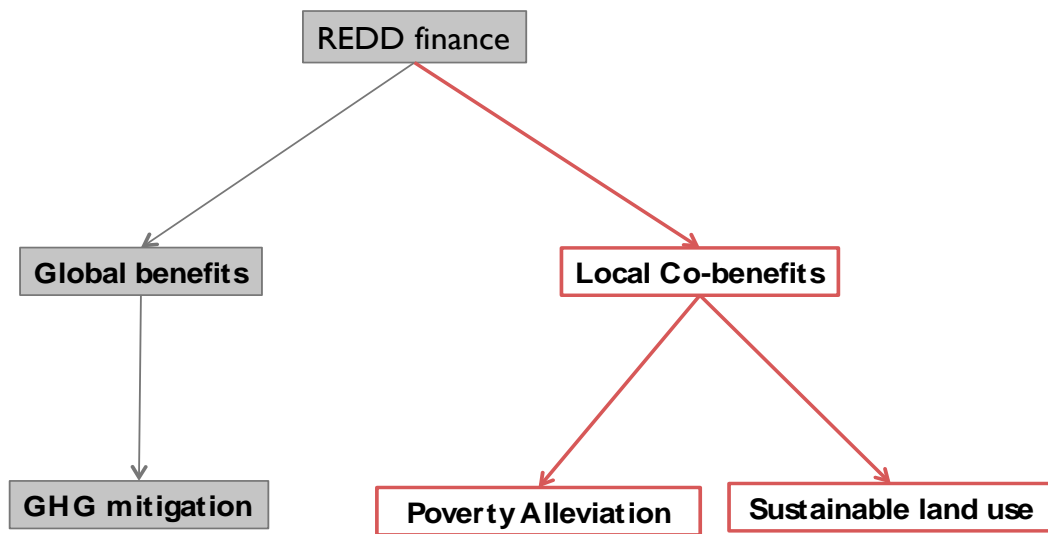 REDD finance
Global benefits
Local Co-benefits
GHG mitigation
Poverty Alleviation
Sustainable land use